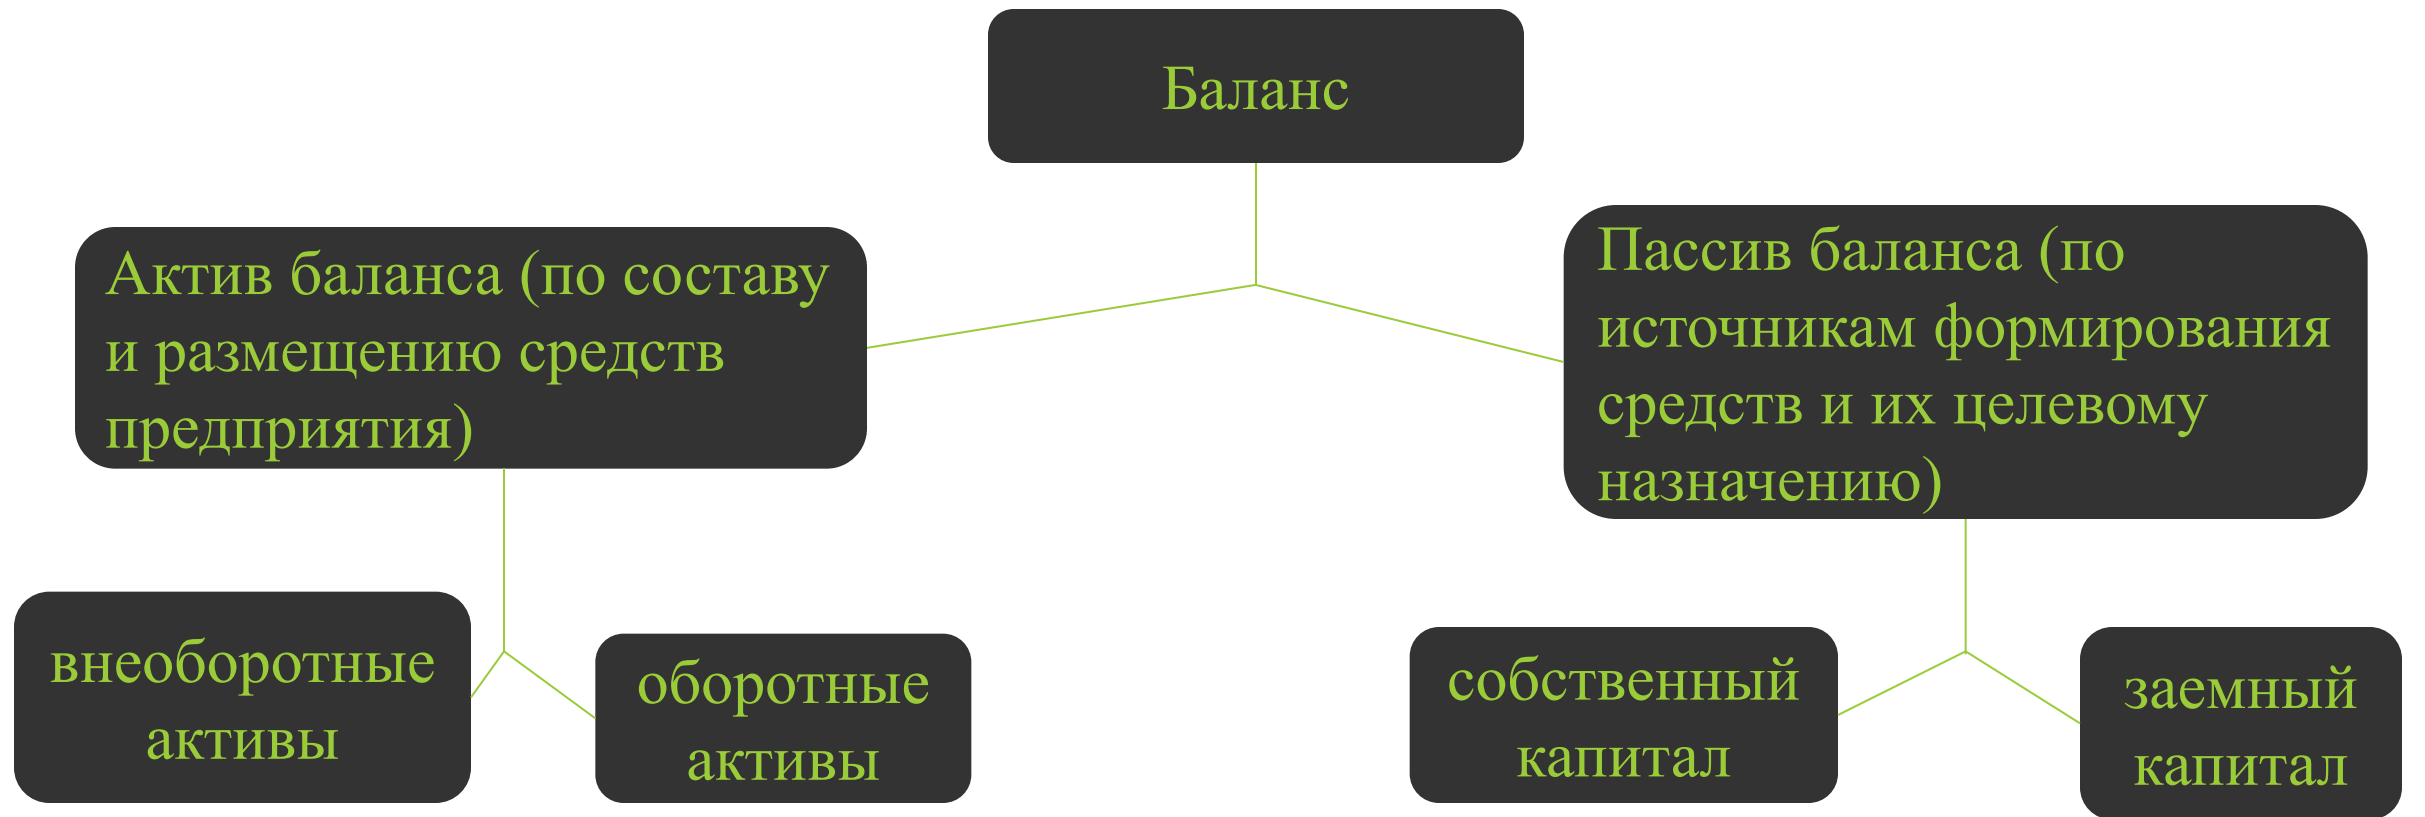 Баланс
Актив баланса (по составу
и размещению средств
предприятия)
Пассив баланса (по
источникам формирования
средств и их целевому
назначению)
внеоборотные
активы
оборотные
активы
собственный
капитал
заемный
капитал